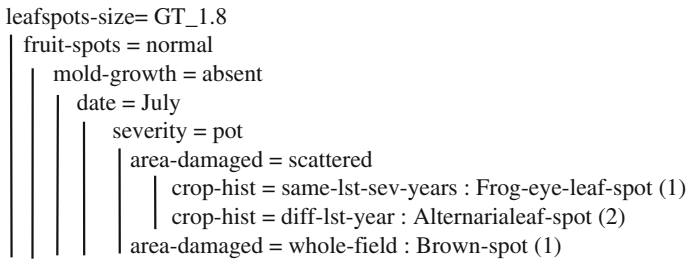 leafspots-size= GT_1.8
fruit-spots = normal
mold-growth = absent
date = July
severity = pot
area-damaged = scattered
crop-hist = same-lst-sev-years : Frog-eye-leaf-spot (1)
crop-hist = diff-lst-year : Alternarialeaf-spot (2)
area-damaged = whole-field : Brown-spot (1)